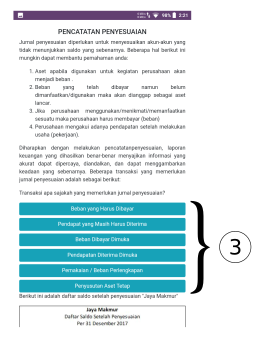 98% 2:21
PENCATATAN PENYESUAIAN
Jurnal penyesuaian diperlukan untuk menyesuaikan akun-akun yang
tidak menunjukkan saldo yang sebenarnya. Beberapa hal berikut ini
mungkin dapat membantu pemahaman anda:
1. Aset apabila digunakan untuk kegiatan perusahaan akan
menjadi beban .
2. Beban yang telah dibayar namun belum
dimanfaatkan/digunakan maka akan dianggap sebagai aset
lancar.
3. Jika perusahaan menggunakan/menikmati/memanfaatkan
sesuatu maka perusahaan harus membayar (beban)
4. Perusahaan mengakui adanya pendapatan setelah melakukan
usaha (pekerjaan).
Diharapkan dengan melakukan pencatatanpenyesuaian, laporan
keuangan yang dihasilkan benar-benar menyajikan informasi yang
akurat dapat dipercaya, diandalkan, dan dapat menggambarkan
keadaan yang sebenarnya. Beberapa transaksi yang memerlukan
jurnal penyesuaian adalah sebagai berikut:
Transaksi apa sajakah yang memerlukan jurnal penyesuaian?
Beban yang Harus Dibayar
Pendapat yang Masih Harus Diterima
Beban Dibayar Dimuka
Pendapatan Diterima Dimuka
Pemakaian / Beban Perlengkapan
Penyusutan Aset Tetap
3
Berikut ini adalah daftar saldo setelah penyesuaian "Jaya Makmur"
Jaya Makmur
Daftar Saldo Setelah Penyesuaian
Per 31 Desember 2017